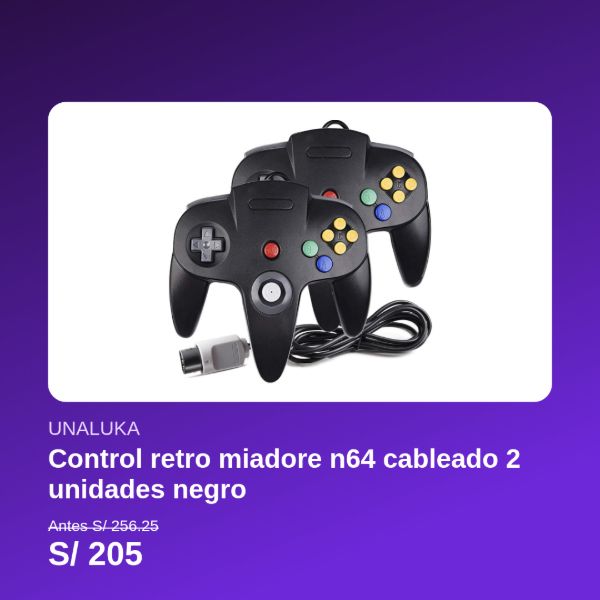 UNALUKA
Control retro miadore n64 cableado 2
unidades negro
Antes S/ 256.25
S/ 205